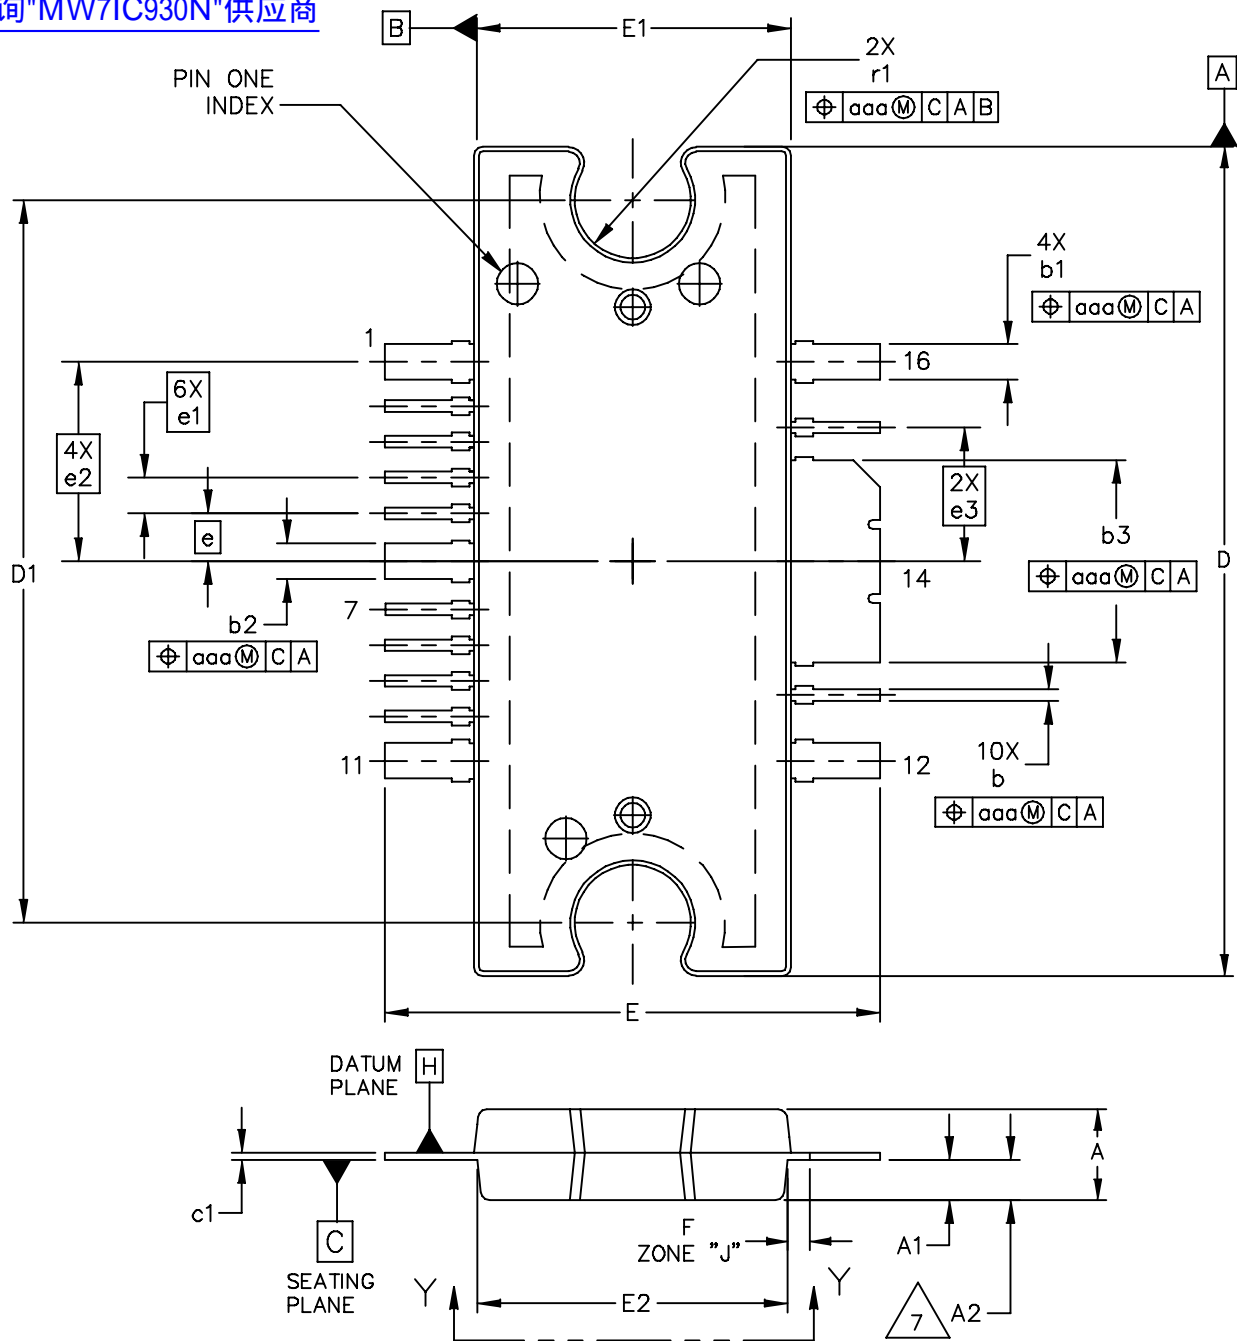 询"MW7IC930N"供应商
B
E1
2X
r1
⌖ aaa Ⓜ C A B
A
PIN ONE
INDEX
4X
b1
⌖ aaa Ⓜ C A
1
16
6X
e1
4X
e2
2X
e3
e
b3
⌖ aaa Ⓜ C A
D1
D
14
7
b2
⌖ aaa Ⓜ C A
11
12
10X
b
⌖ aaa Ⓜ C A
E
DATUM
PLANE
H
A
c1
C
SEATING
PLANE
F
ZONE "J"
A1
Y
Y
E2
7
A2